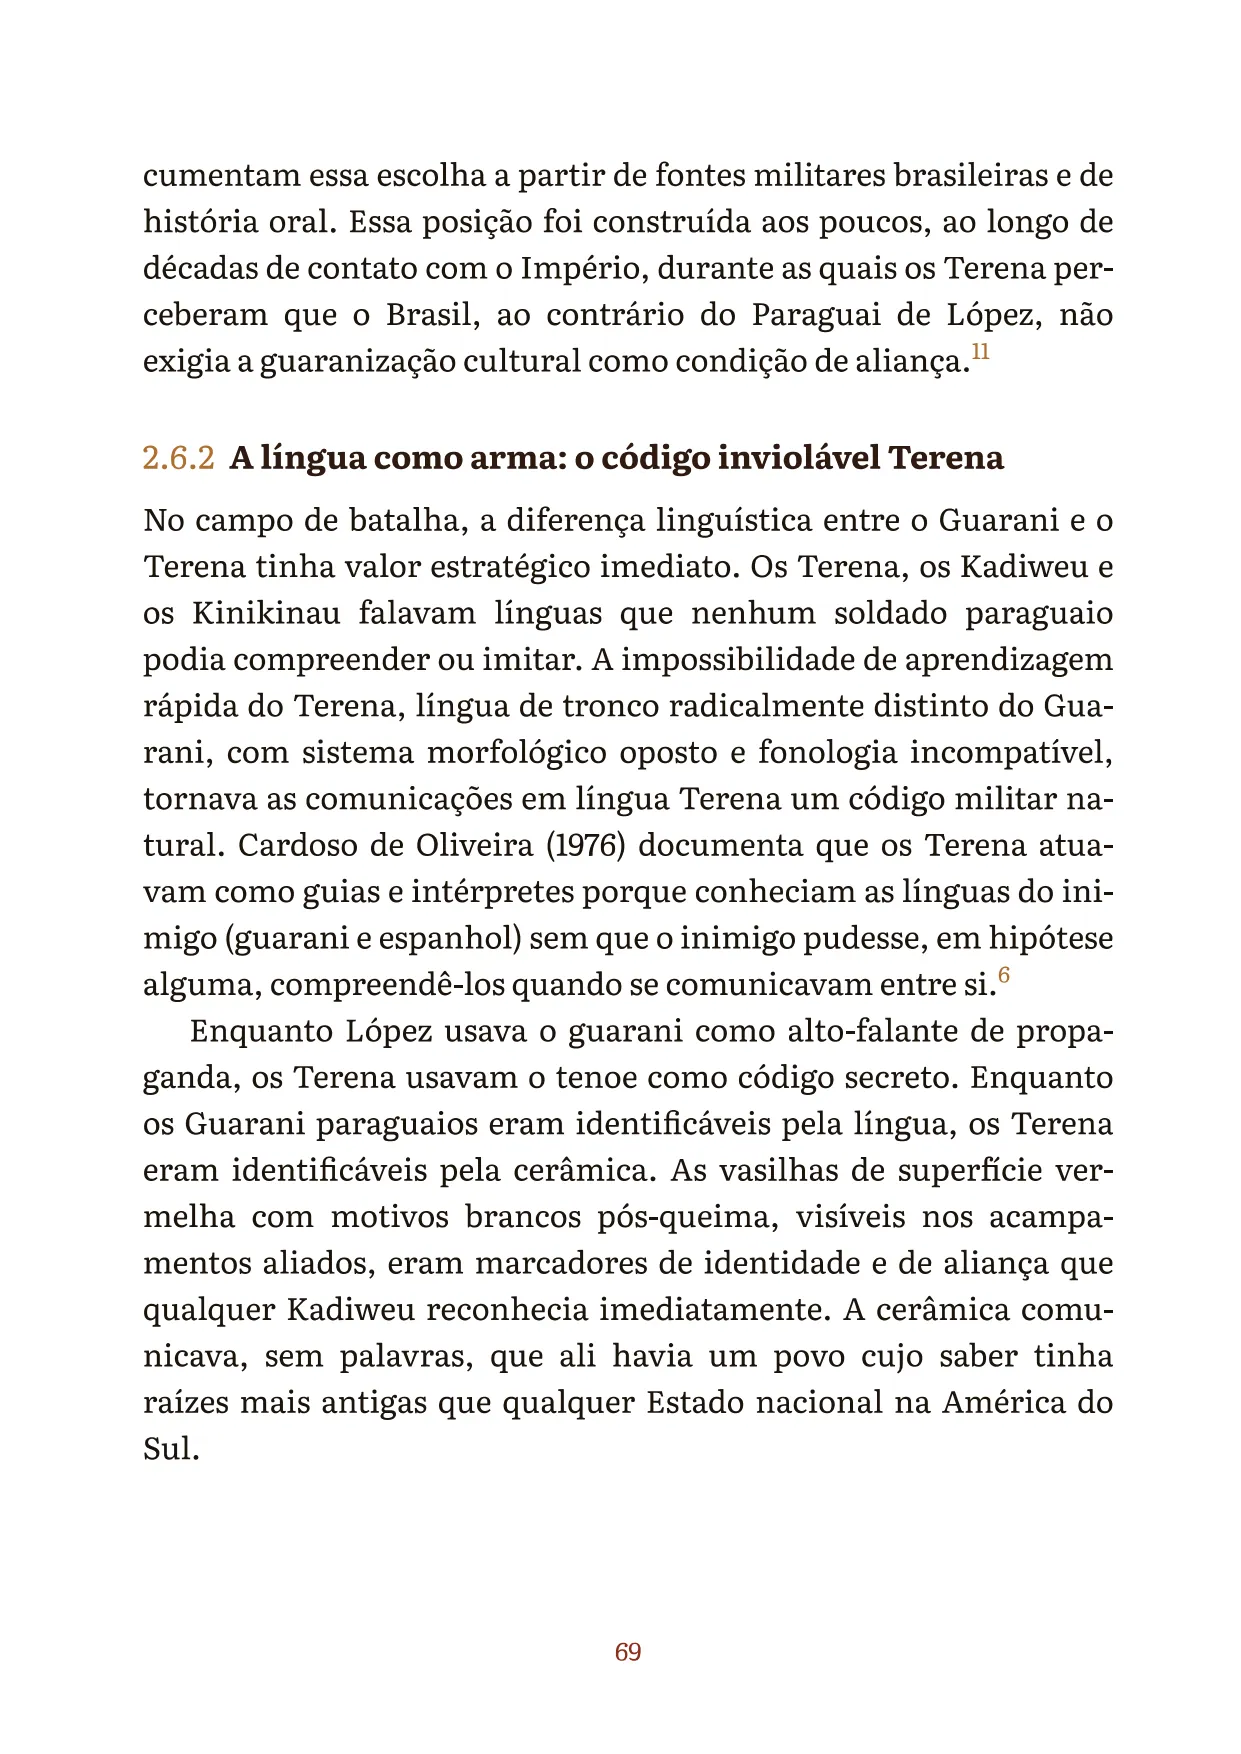 cumentam essa escolha a partir de fontes militares brasileiras e de
história oral. Essa posição foi construída aos poucos, ao longo de
décadas de contato com o Império, durante as quais os Terena per-
ceberam que o Brasil, ao contrário do Paraguai de López, não
exigia a guaranização cultural como condição de aliança.11
2.6.2 A língua como arma: o código inviolável Terena
No campo de batalha, a diferença linguística entre o Guarani e o
Terena tinha valor estratégico imediato. Os Terena, os Kadiweu e
os Kinikinau falavam línguas que nenhum soldado paraguaio
podia compreender ou imitar. A impossibilidade de aprendizagem
rápida do Terena, língua de tronco radicalmente distinto do Gua-
rani, com sistema morfológico oposto e fonologia incompatível,
tornava as comunicações em língua Terena um código militar na-
tural. Cardoso de Oliveira (1976) documenta que os Terena atua-
vam como guias e intérpretes porque conheciam as línguas do ini-
migo (guarani e espanhol) sem que o inimigo pudesse, em hipótese
alguma, compreendê-los quando se comunicavam entre si.6
Enquanto López usava o guarani como alto-falante de propa-
ganda, os Terena usavam o tenoe como código secreto. Enquanto
os Guarani paraguaios eram identificáveis pela língua, os Terena
eram identificáveis pela cerâmica. As vasilhas de superfície ver-
melha com motivos brancos pós-queima, visíveis nos acampa-
mentos aliados, eram marcadores de identidade e de aliança que
qualquer Kadiweu reconhecia imediatamente. A cerâmica comu-
nicava, sem palavras, que ali havia um povo cujo saber tinha
raízes mais antigas que qualquer Estado nacional na América do
Sul.
69